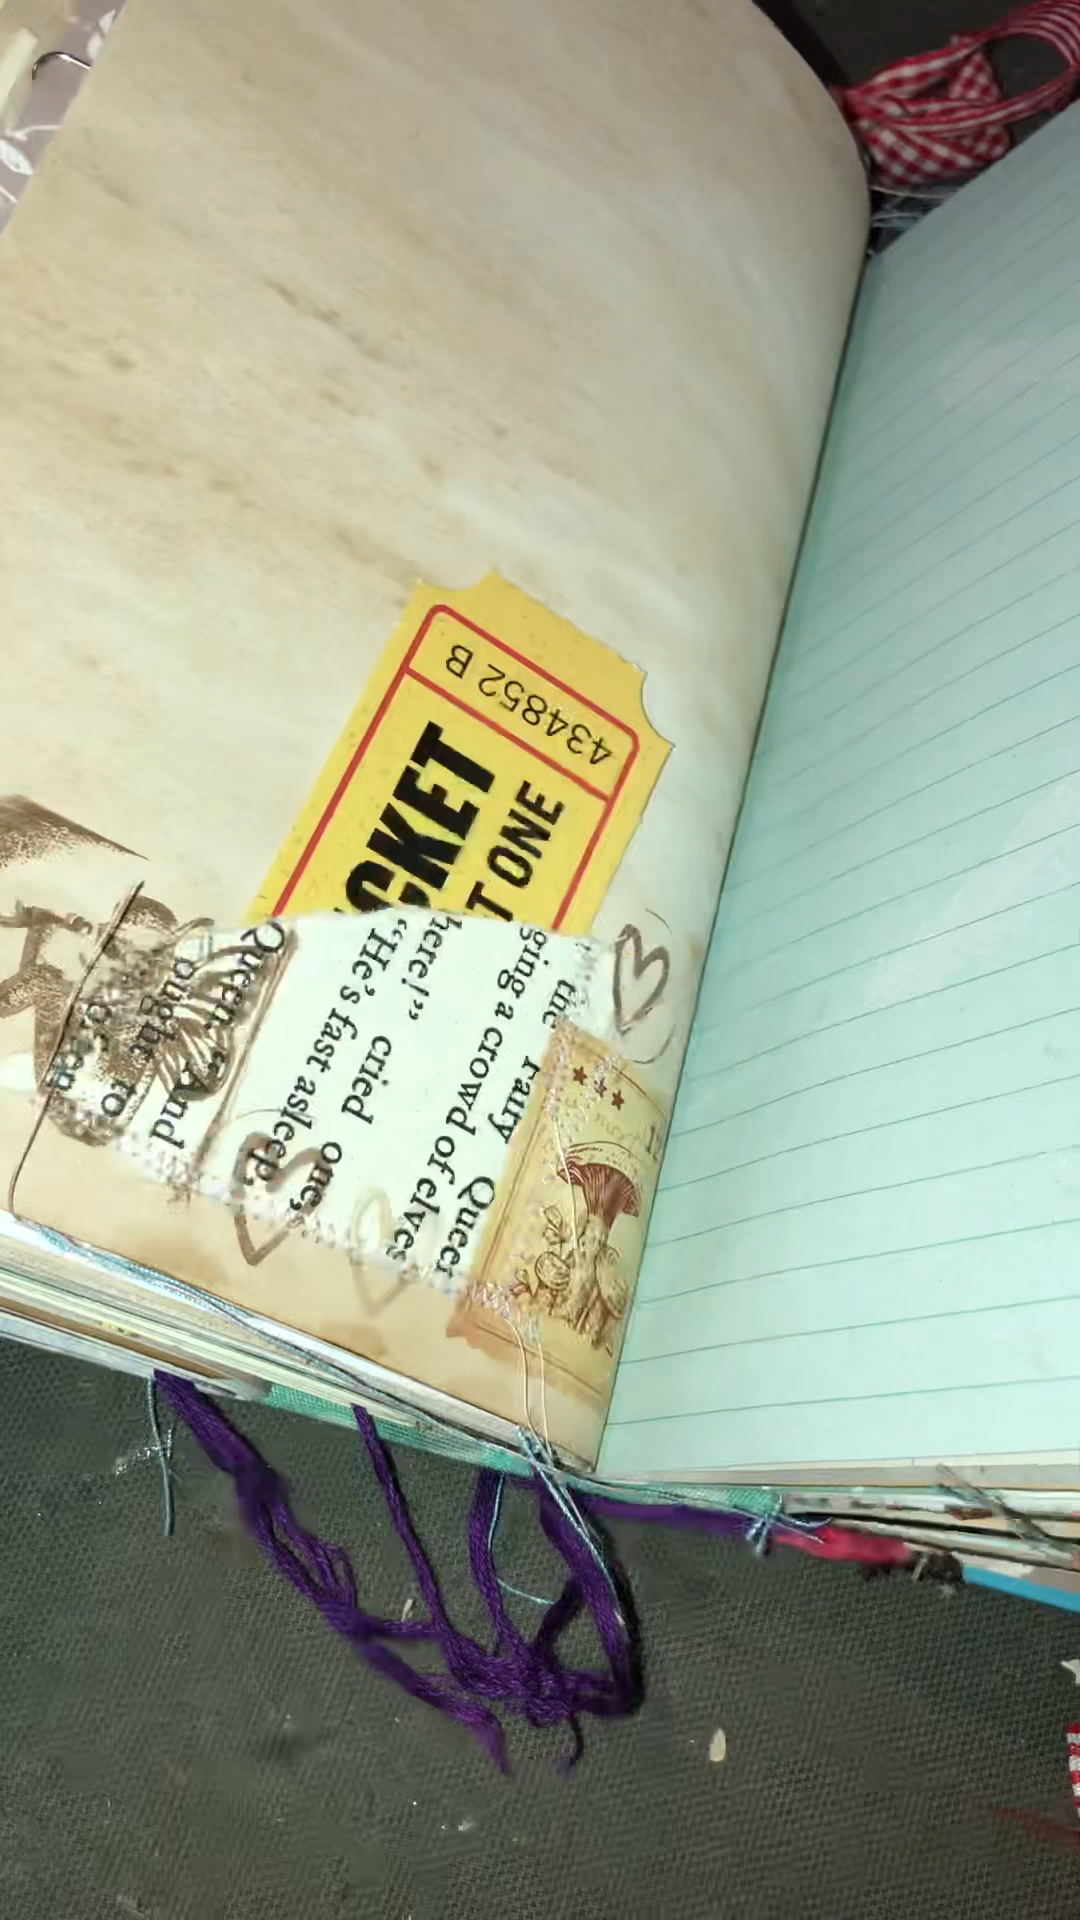 434852 B
CKET
T ONE
the Fairy Queen
ging a crowd of elves
here!” cried one,
“He's fast asleep,
Queen. “And
ought to